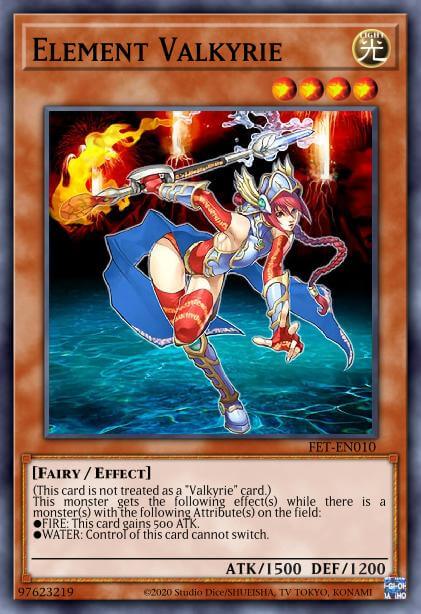 ELEMENT VALKYRIE
LIGHT
光
FET-EN010
[FAIRY / EFFECT]
(This card is not treated as a "Valkyrie" card.)
This monster gets the following effect(s) while there is a
monster(s) with the following Attribute(s) on the field:
●FIRE: This card gains 500 ATK.
●WATER: Control of this card cannot switch.
ATK/1500 DEF/1200
97623219
©2020 Studio Dice/SHUEISHA, TV TOKYO, KONAMI